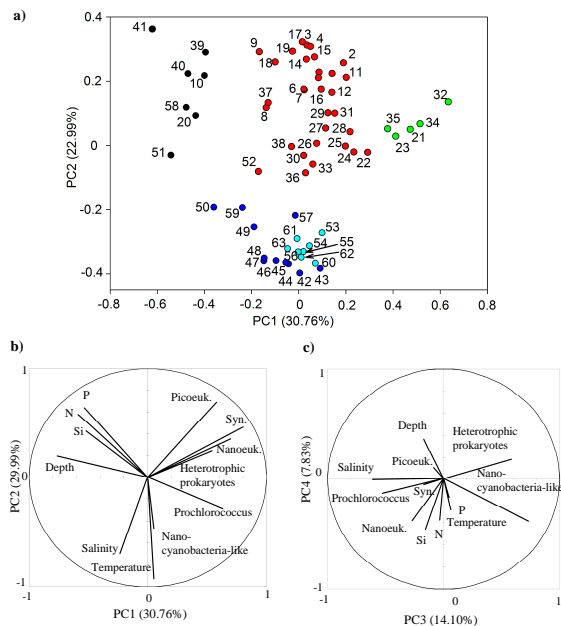 a)
0.4
0.2
0
-0.2
-0.4
PC2 (22.99%)
41
39
40
10
58
20
51
9
18
19
17
3
4
15
14
2
11
12
6
7
16
37
8
29
31
27
28
38
26
25
24
22
30
33
36
52
32
35
34
21
23
50
59
49
57
53
61
63
54
55
56
62
48
47
46
45
44
42
60
43
-0.8
-0.6
-0.4
-0.2
0
0.2
0.4
0.6
0.8
PC1 (30.76%)
b)
1
0
-1
PC2 (29.99%)
P
N
Si
Depth
Picoeuk.
Syn.
Nanoeuk.
Heterotrophic
prokaryotes
Prochlorococcus
Nano-
cyanobacteria-like
Salinity
Temperature
-1
0
1
PC1 (30.76%)
c)
1
0
-1
PC4 (7.83%)
Depth
Heterotrophic
prokaryotes
Picoeuk.
Salinity
Nano-
cyanobacteria-like
Syn.
Prochlorococcus
P
Nanoeuk.
Temperature
Si
N
-1
0
1
PC3 (14.10%)